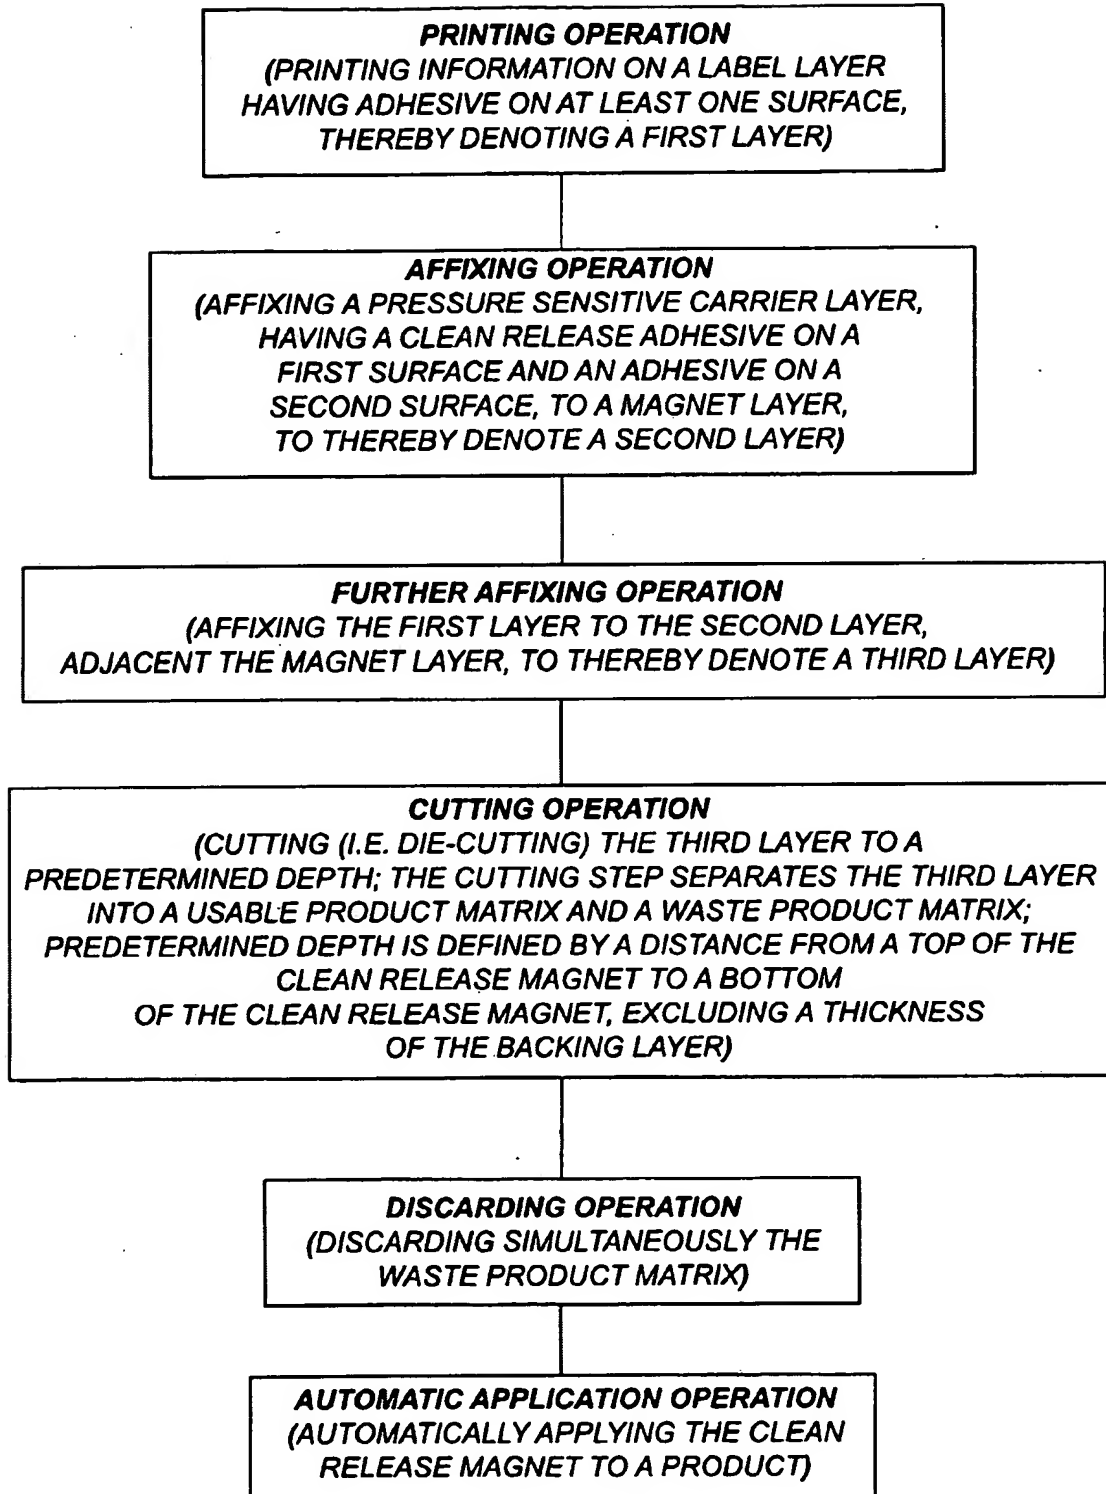 PRINTING OPERATION
(PRINTING INFORMATION ON A LABEL LAYER
HAVING ADHESIVE ON AT LEAST ONE SURFACE,
THEREBY DENOTING A FIRST LAYER)
AFFIXING OPERATION
(AFFIXING A PRESSURE SENSITIVE CARRIER LAYER,
HAVING A CLEAN RELEASE ADHESIVE ON A
FIRST SURFACE AND AN ADHESIVE ON A
SECOND SURFACE, TO A MAGNET LAYER,
TO THEREBY DENOTE A SECOND LAYER)
FURTHER AFFIXING OPERATION
(AFFIXING THE FIRST LAYER TO THE SECOND LAYER,
ADJACENT THE MAGNET LAYER, TO THEREBY DENOTE A THIRD LAYER)
CUTTING OPERATION
(CUTTING (I.E. DIE-CUTTING) THE THIRD LAYER TO A
PREDETERMINED DEPTH; THE CUTTING STEP SEPARATES THE THIRD LAYER
INTO A USABLE PRODUCT MATRIX AND A WASTE PRODUCT MATRIX;
PREDETERMINED DEPTH IS DEFINED BY A DISTANCE FROM A TOP OF THE
CLEAN RELEASE MAGNET TO A BOTTOM
OF THE CLEAN RELEASE MAGNET, EXCLUDING A THICKNESS
OF THE BACKING LAYER)
DISCARDING OPERATION
(DISCARDING SIMULTANEOUSLY THE
WASTE PRODUCT MATRIX)
AUTOMATIC APPLICATION OPERATION
(AUTOMATICALLY APPLYING THE CLEAN
RELEASE MAGNET TO A PRODUCT)